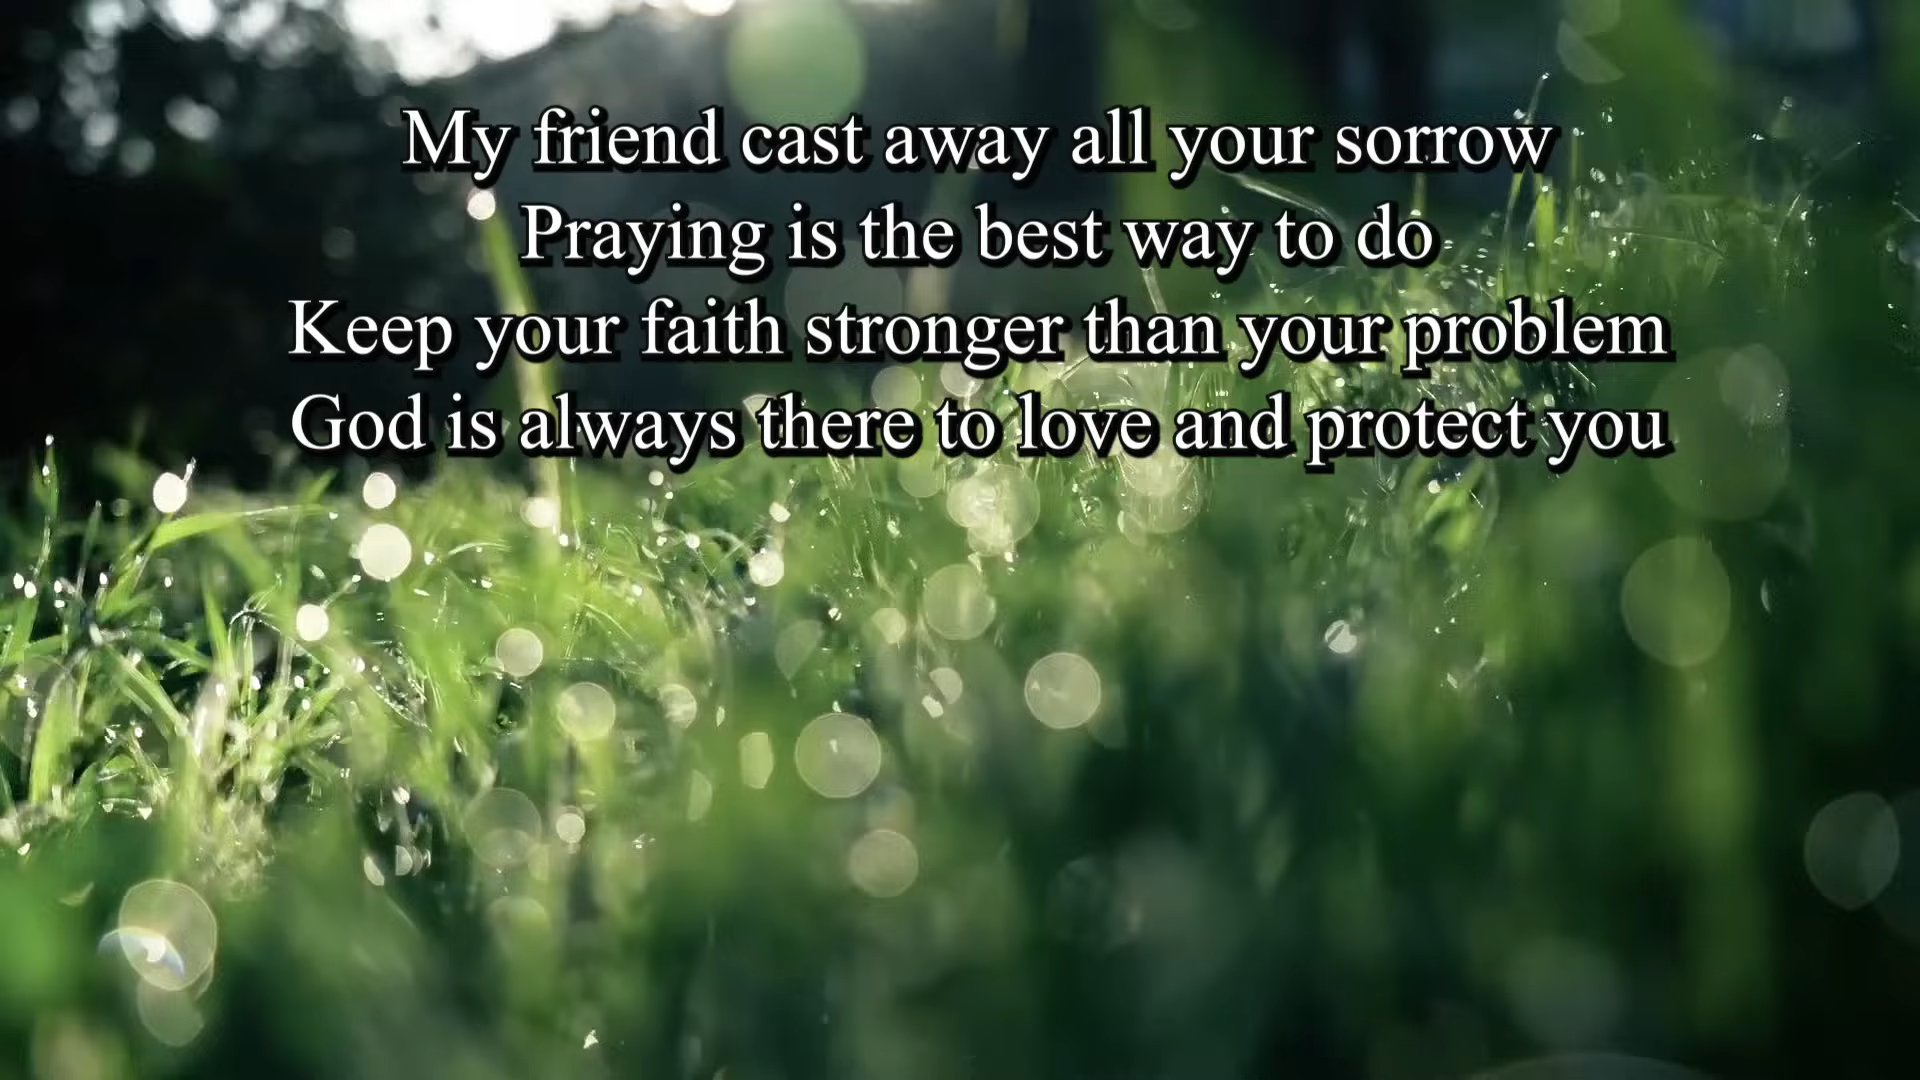 My friend cast away all your sorrow
Praying is the best way to do
Keep your faith stronger than your problem
God is always there to love and protect you